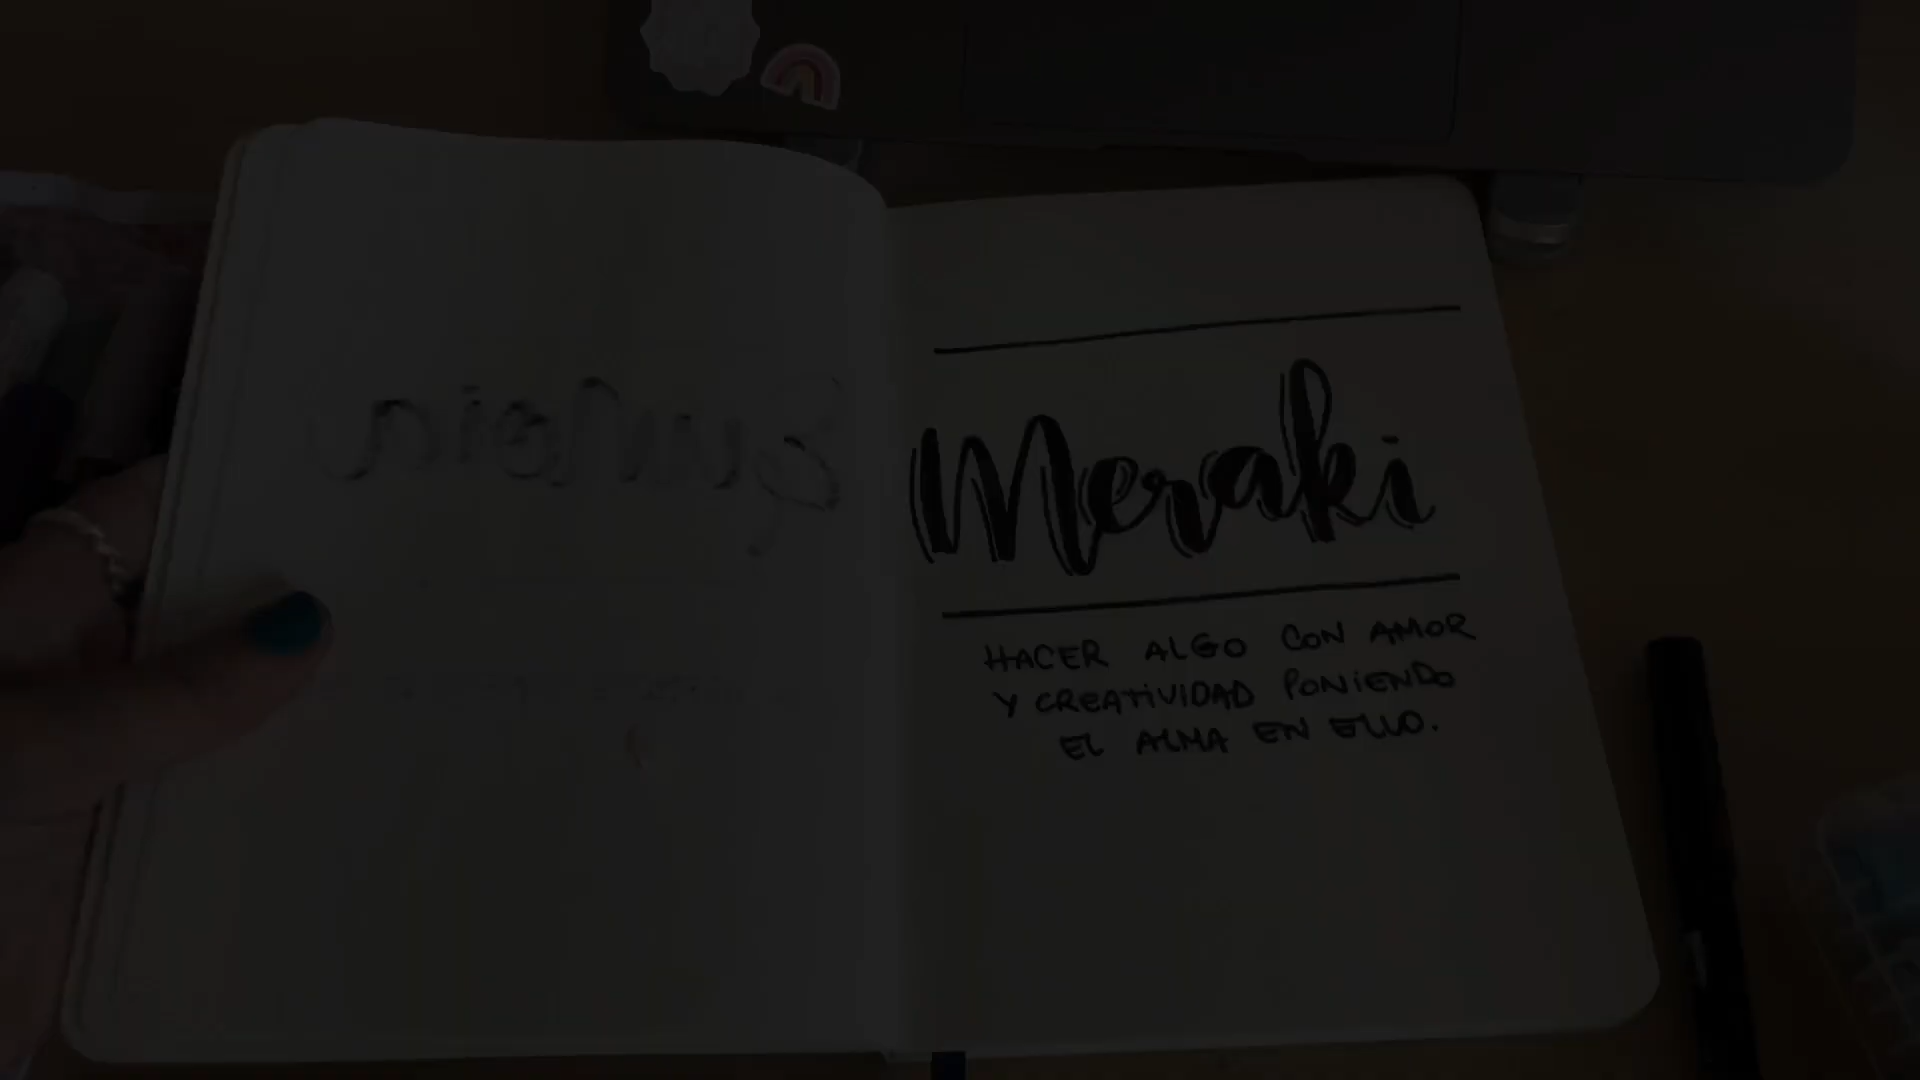 Meraki
HACER ALGO CON AMOR
Y CREATIVIDAD PONIENDO
EL ALMA EN ELLO.